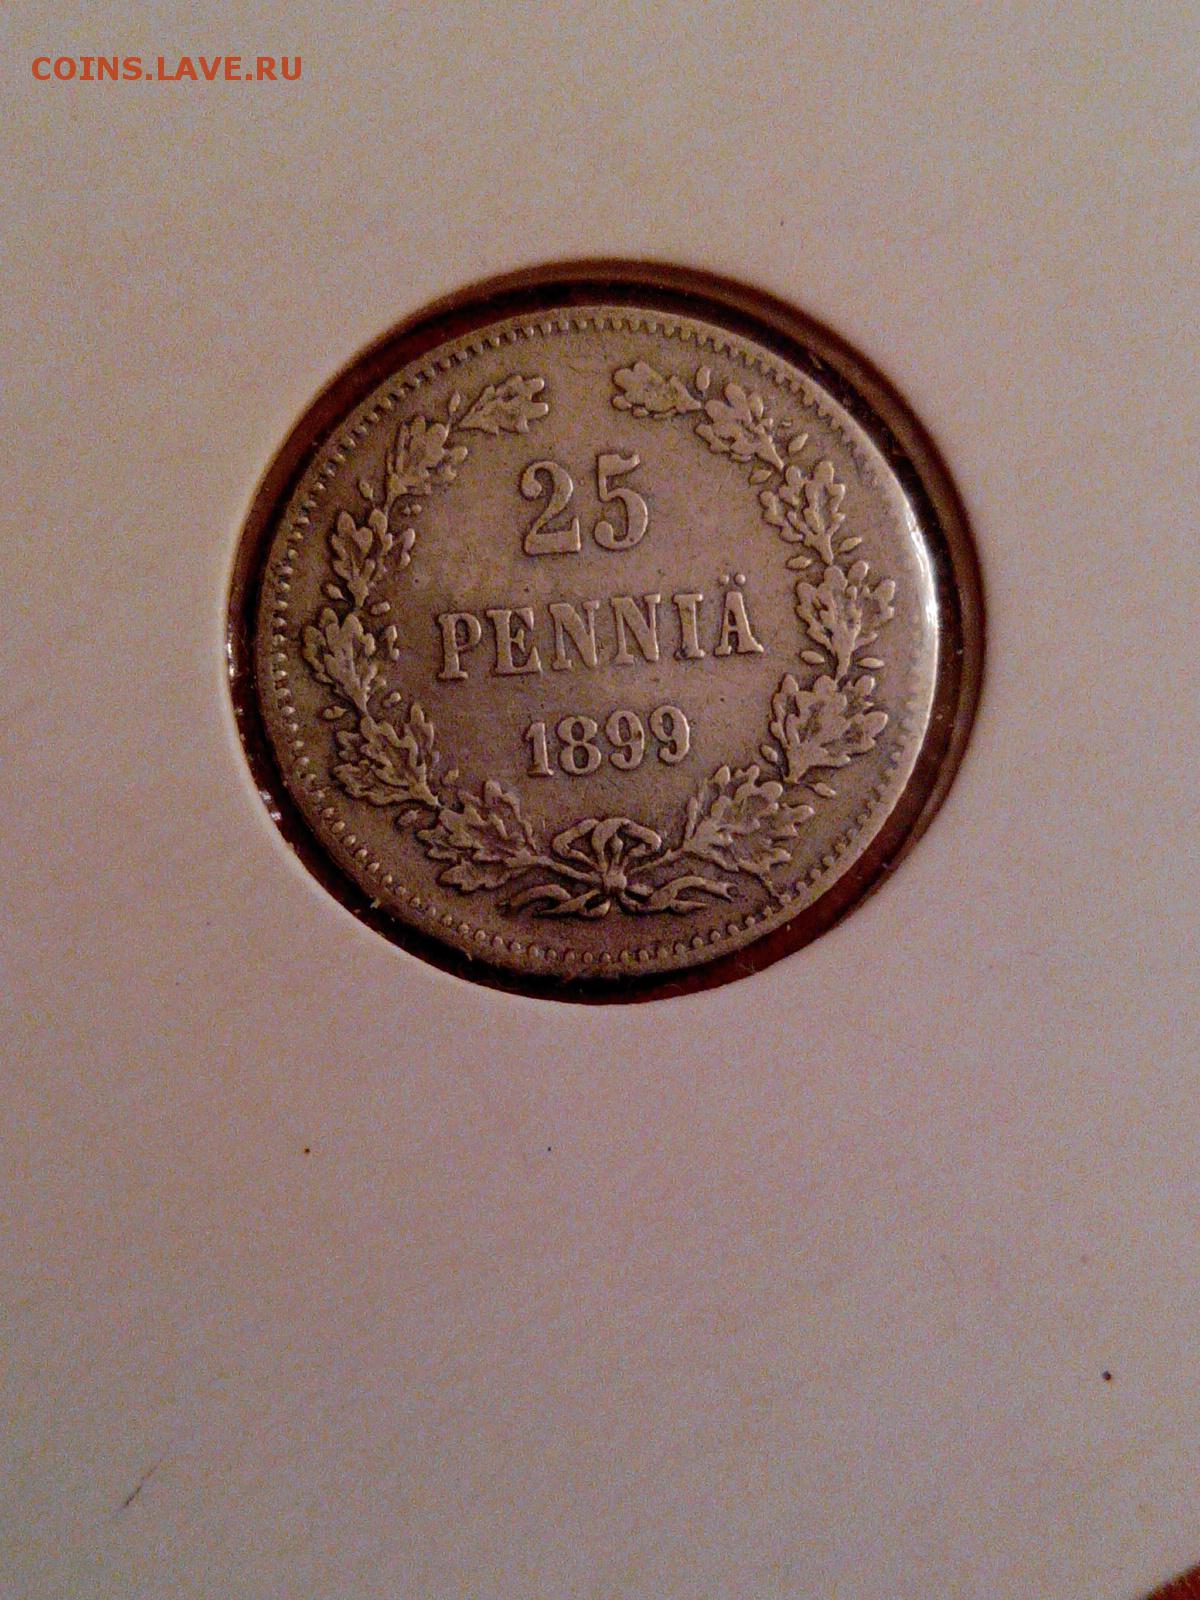 COINS.LAVE.RU
25
PENNIÄ
1899